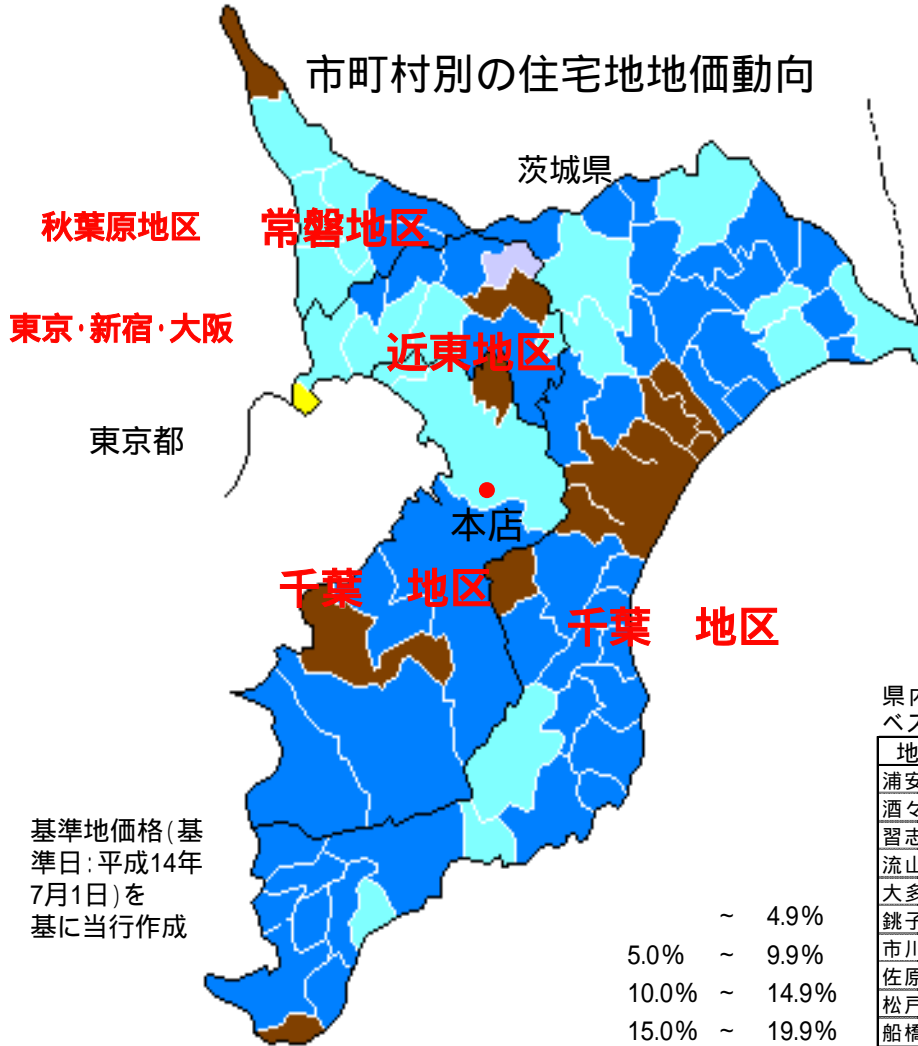 市町村別の住宅地地価動向
茨城県
秋葉原地区
常磐地区
東京・新宿・大阪
近東地区
東京都
本店
千葉 地区
千葉 地区
県内
ベス
地
浦安
酒々
習志
流山
大多
銚子
市川
佐原
松戸
船橋
基準地価格(基
準日:平成14年
7月1日)を
基に当行作成
~ 4.9%
5.0% ~ 9.9%
10.0% ~ 14.9%
15.0% ~ 19.9%